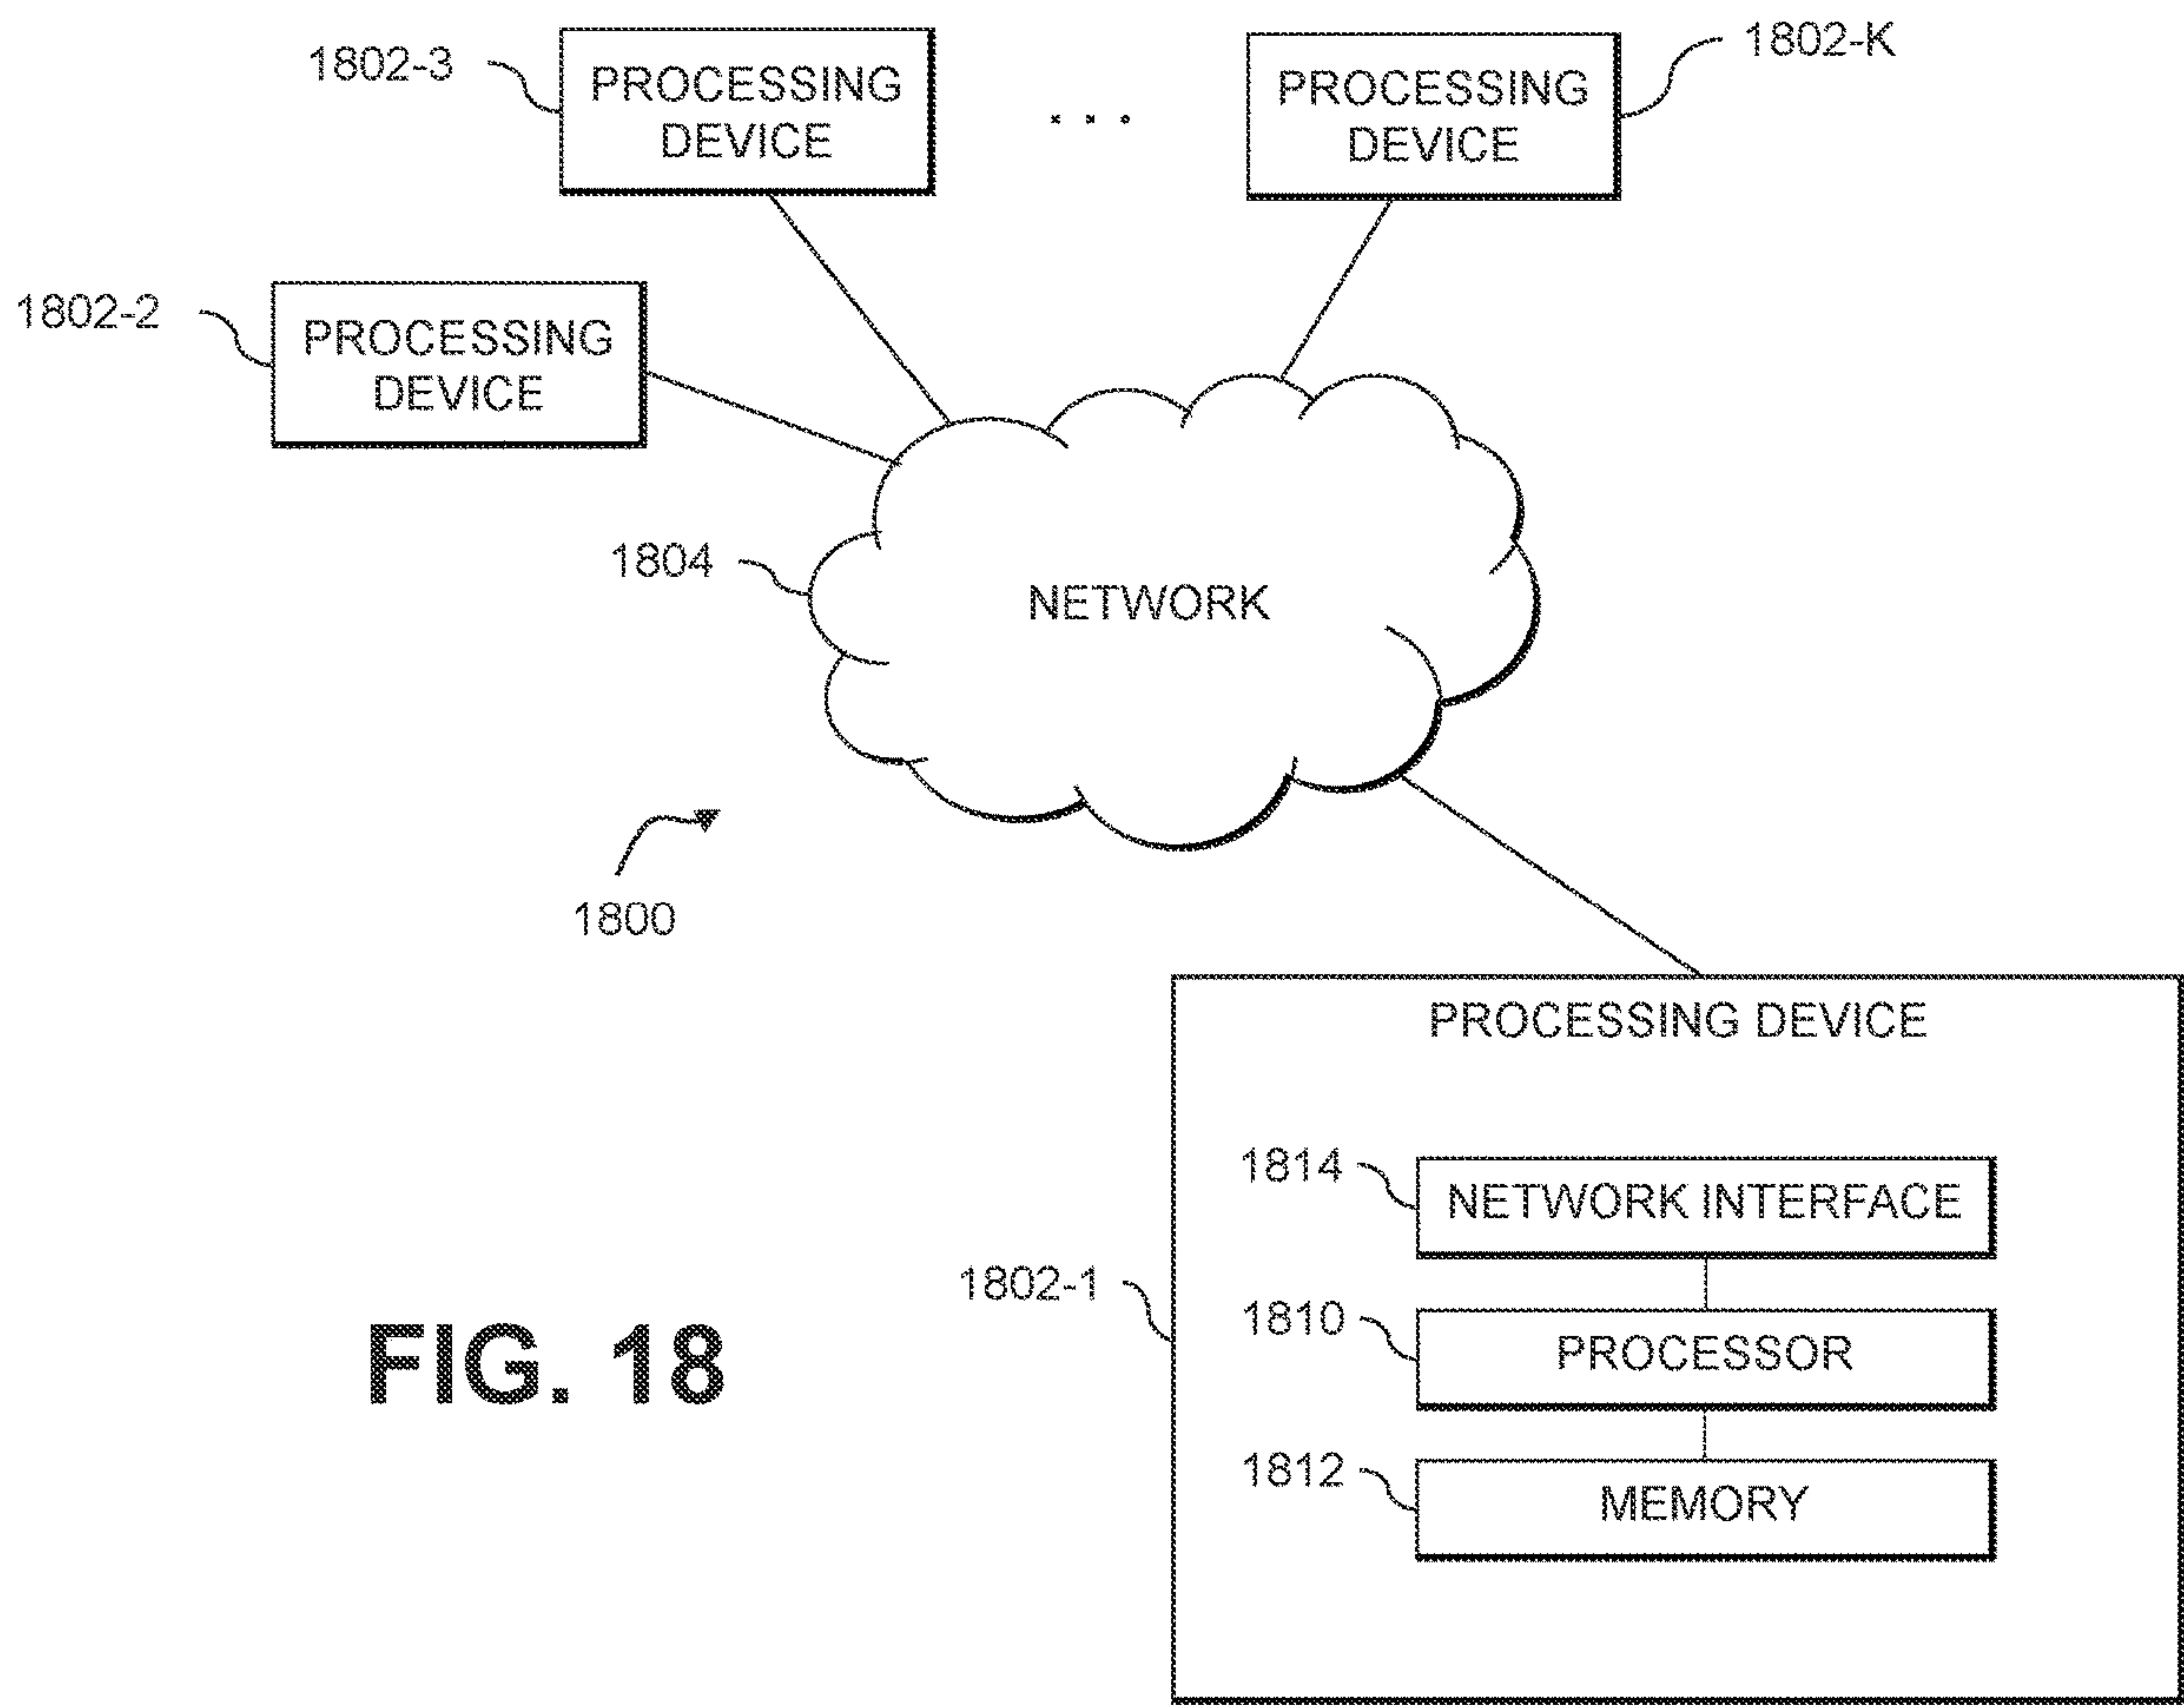 1802-3
PROCESSING
DEVICE
. . .
PROCESSING
DEVICE
1802-K
1802-2
PROCESSING
DEVICE
1804
NETWORK
1800
PROCESSING DEVICE
1814
NETWORK INTERFACE
1802-1
1810
PROCESSOR
1812
MEMORY
FIG. 18